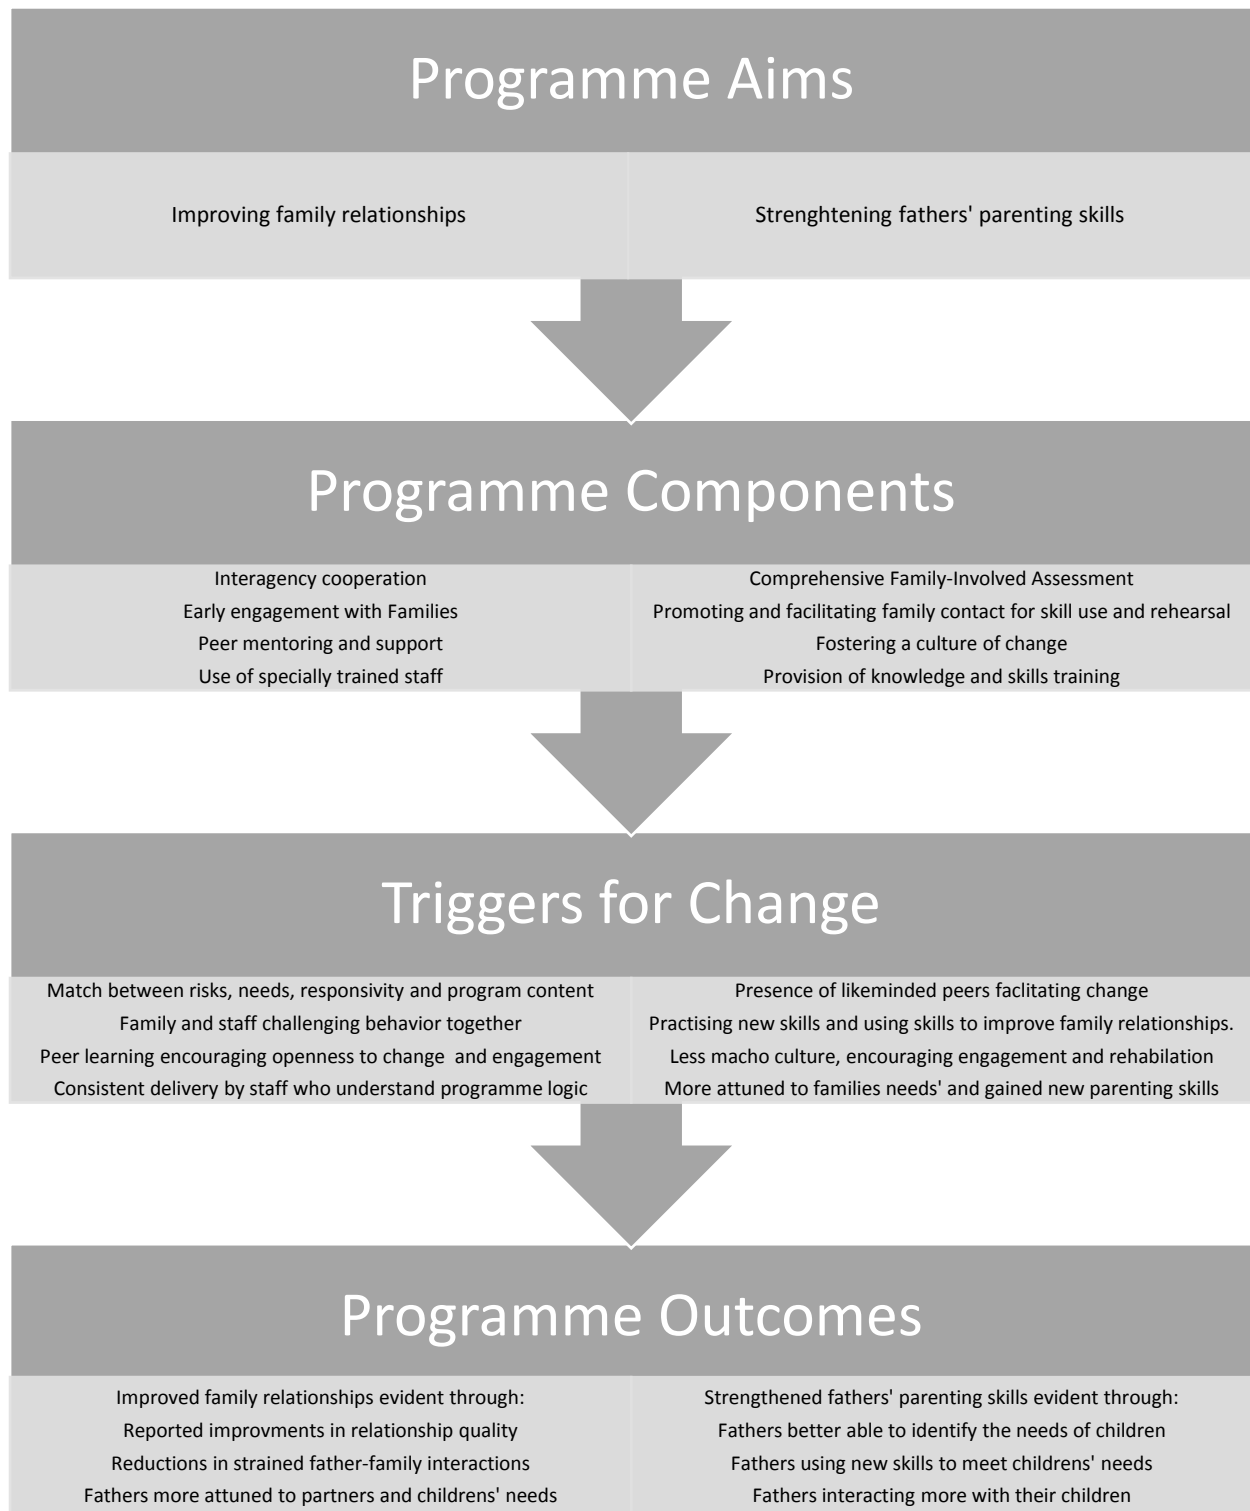 Programme Aims
Improving family relationships
Strenghtening fathers' parenting skills
Programme Components
Interagency cooperation
Early engagement with Families
Peer mentoring and support
Use of specially trained staff
Comprehensive Family-Involved Assessment
Promoting and facilitating family contact for skill use and rehearsal
Fostering a culture of change
Provision of knowledge and skills training
Triggers for Change
Match between risks, needs, responsivity and program content
Family and staff challenging behavior together
Peer learning encouraging openness to change  and engagement
Consistent delivery by staff who understand programme logic
Presence of likeminded peers faclitating change
Practising new skills and using skills to improve family relationships.
Less macho culture, encouraging engagement and rehabilation
More attuned to families needs' and gained new parenting skills
Programme Outcomes
Improved family relationships evident through:
Reported improvments in relationship quality
Reductions in strained father-family interactions
Fathers more attuned to partners and childrens' needs
Strengthened fathers' parenting skills evident through:
Fathers better able to identify the needs of children
Fathers using new skills to meet childrens' needs
Fathers interacting more with their children